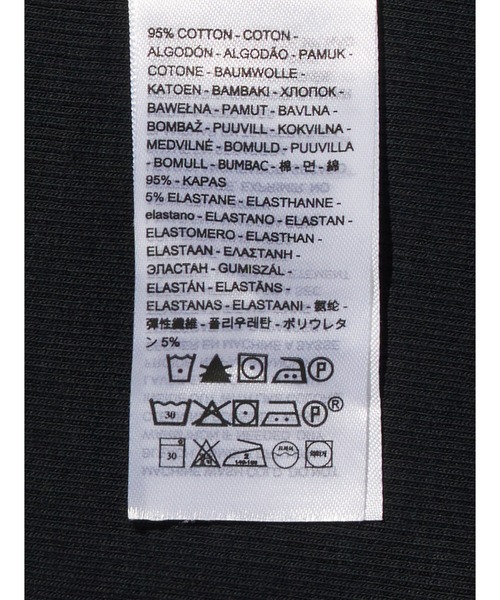 95% COTTON - COTON -
ALGODÓN - ALGODÃO - PAMUK -
COTONE - BAUMWOLLE -
KATOEN - BAMBAKI - ХЛОПОК -
BAWEŁNA - PAMUT - BAVLNA -
BOMBAŽ - PUUVILL - KOKVILNA -
MEDVILNĖ - BOMULD - PUUVILLA
- BOMULL - BUMBAC - 棉 - 면 - 綿
95% - KAPAS
5% ELASTANE - ELASTHANNE -
elastano - ELASTANO - ELASTAN -
ELASTOMERO - ELASTHAN -
ELASTAAN - ΕΛΑΣΤΑΝΗ -
ЭЛАСТАН - GUMISZÁL -
ELASTÁN - ELASTĀNS -
ELASTANAS - ELASTAANI - 氨纶 -
彈性纖維 - 폴리우레탄 - ポリウレタ
ン 5%
P
30 P ®
30 2